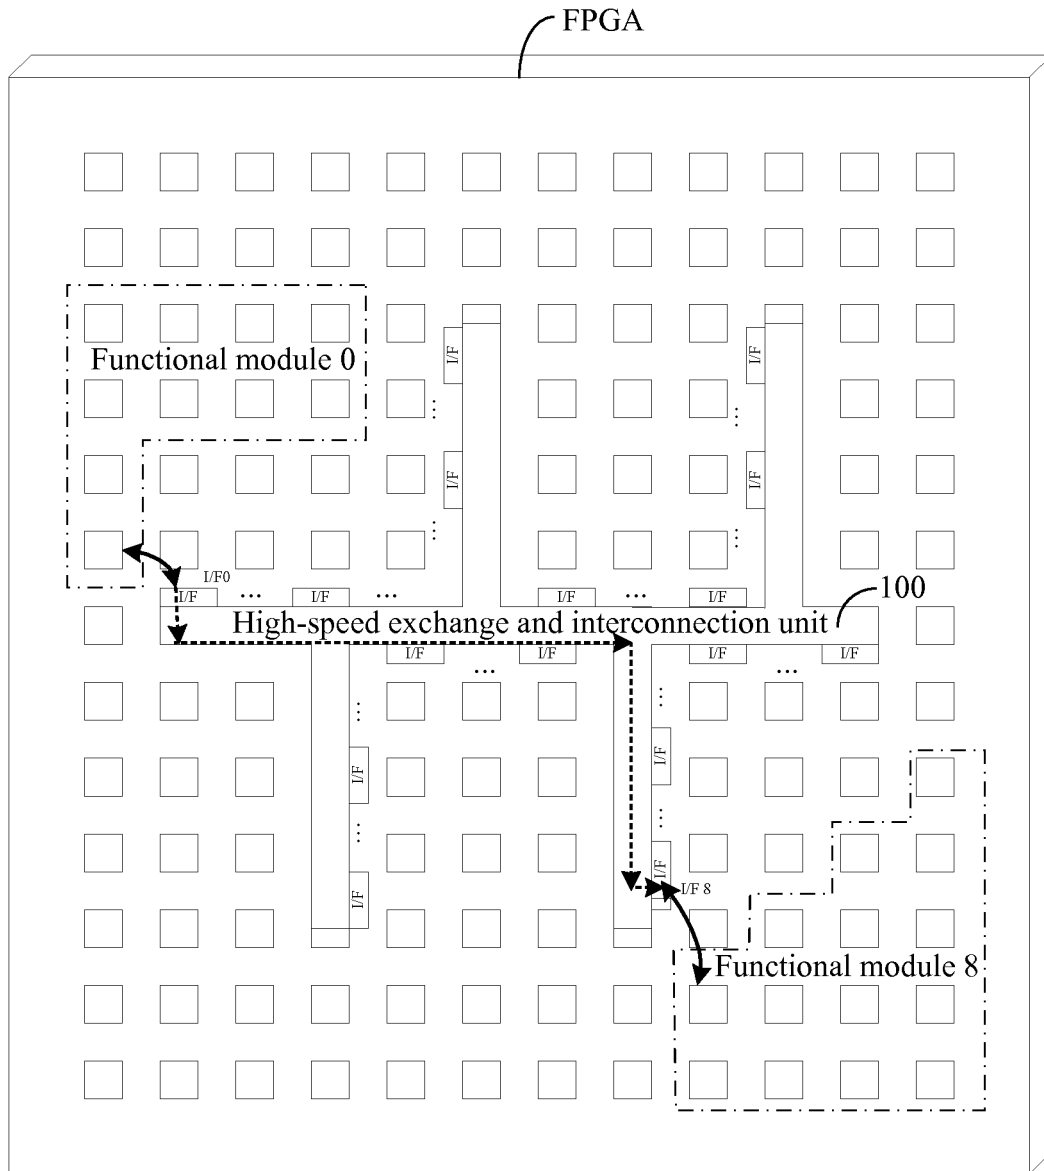 FPGA
Functional module 0
I/F
I/F
...
...
I/F
I/F
...
...
I/F0
I/F
...
I/F
...
I/F
...
I/F
100
High-speed exchange and interconnection unit
I/F
I/F
I/F
I/F
...
...
...
...
I/F
I/F
...
...
I/F
I/F
I/F 8
Functional module 8